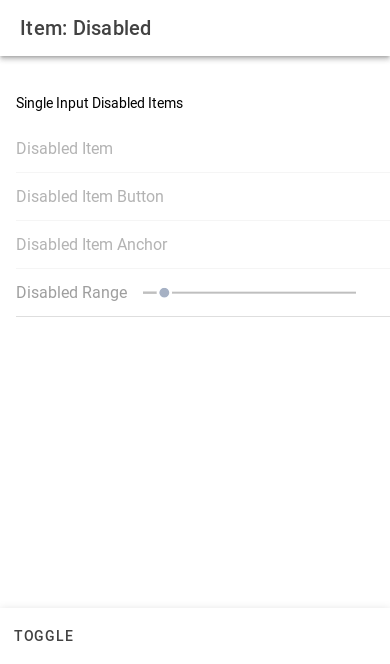 Item: Disabled
Single Input Disabled Items
Disabled Item
Disabled Item Button
Disabled Item Anchor
Disabled Range
TOGGLE